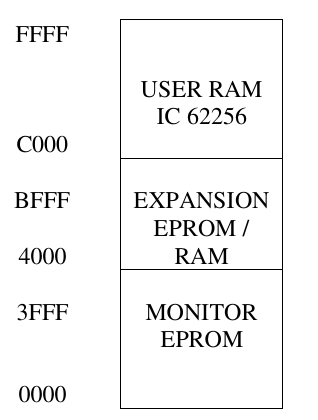 FFFF
USER RAM
IC 62256
C000
BFFF
EXPANSION
EPROM /
4000
RAM
3FFF
MONITOR
EPROM
0000